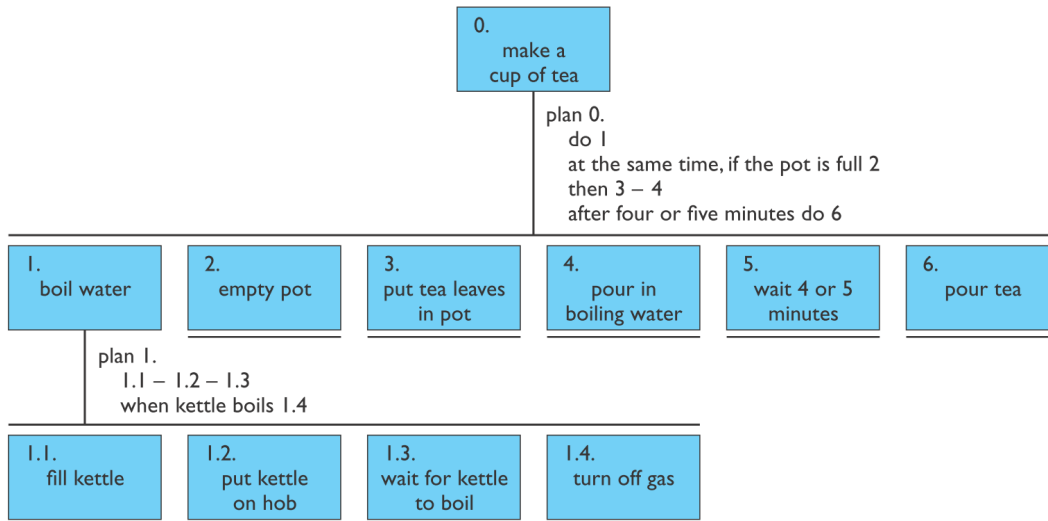 0.
make a
cup of tea
plan 0.
do 1
at the same time, if the pot is full 2
then 3 – 4
after four or five minutes do 6
1.
boil water
2.
empty pot
3.
put tea leaves
in pot
4.
pour in
boiling water
5.
wait 4 or 5
minutes
6.
pour tea
plan 1.
1.1 – 1.2 – 1.3
when kettle boils 1.4
1.1.
fill kettle
1.2.
put kettle
on hob
1.3.
wait for kettle
to boil
1.4.
turn off gas